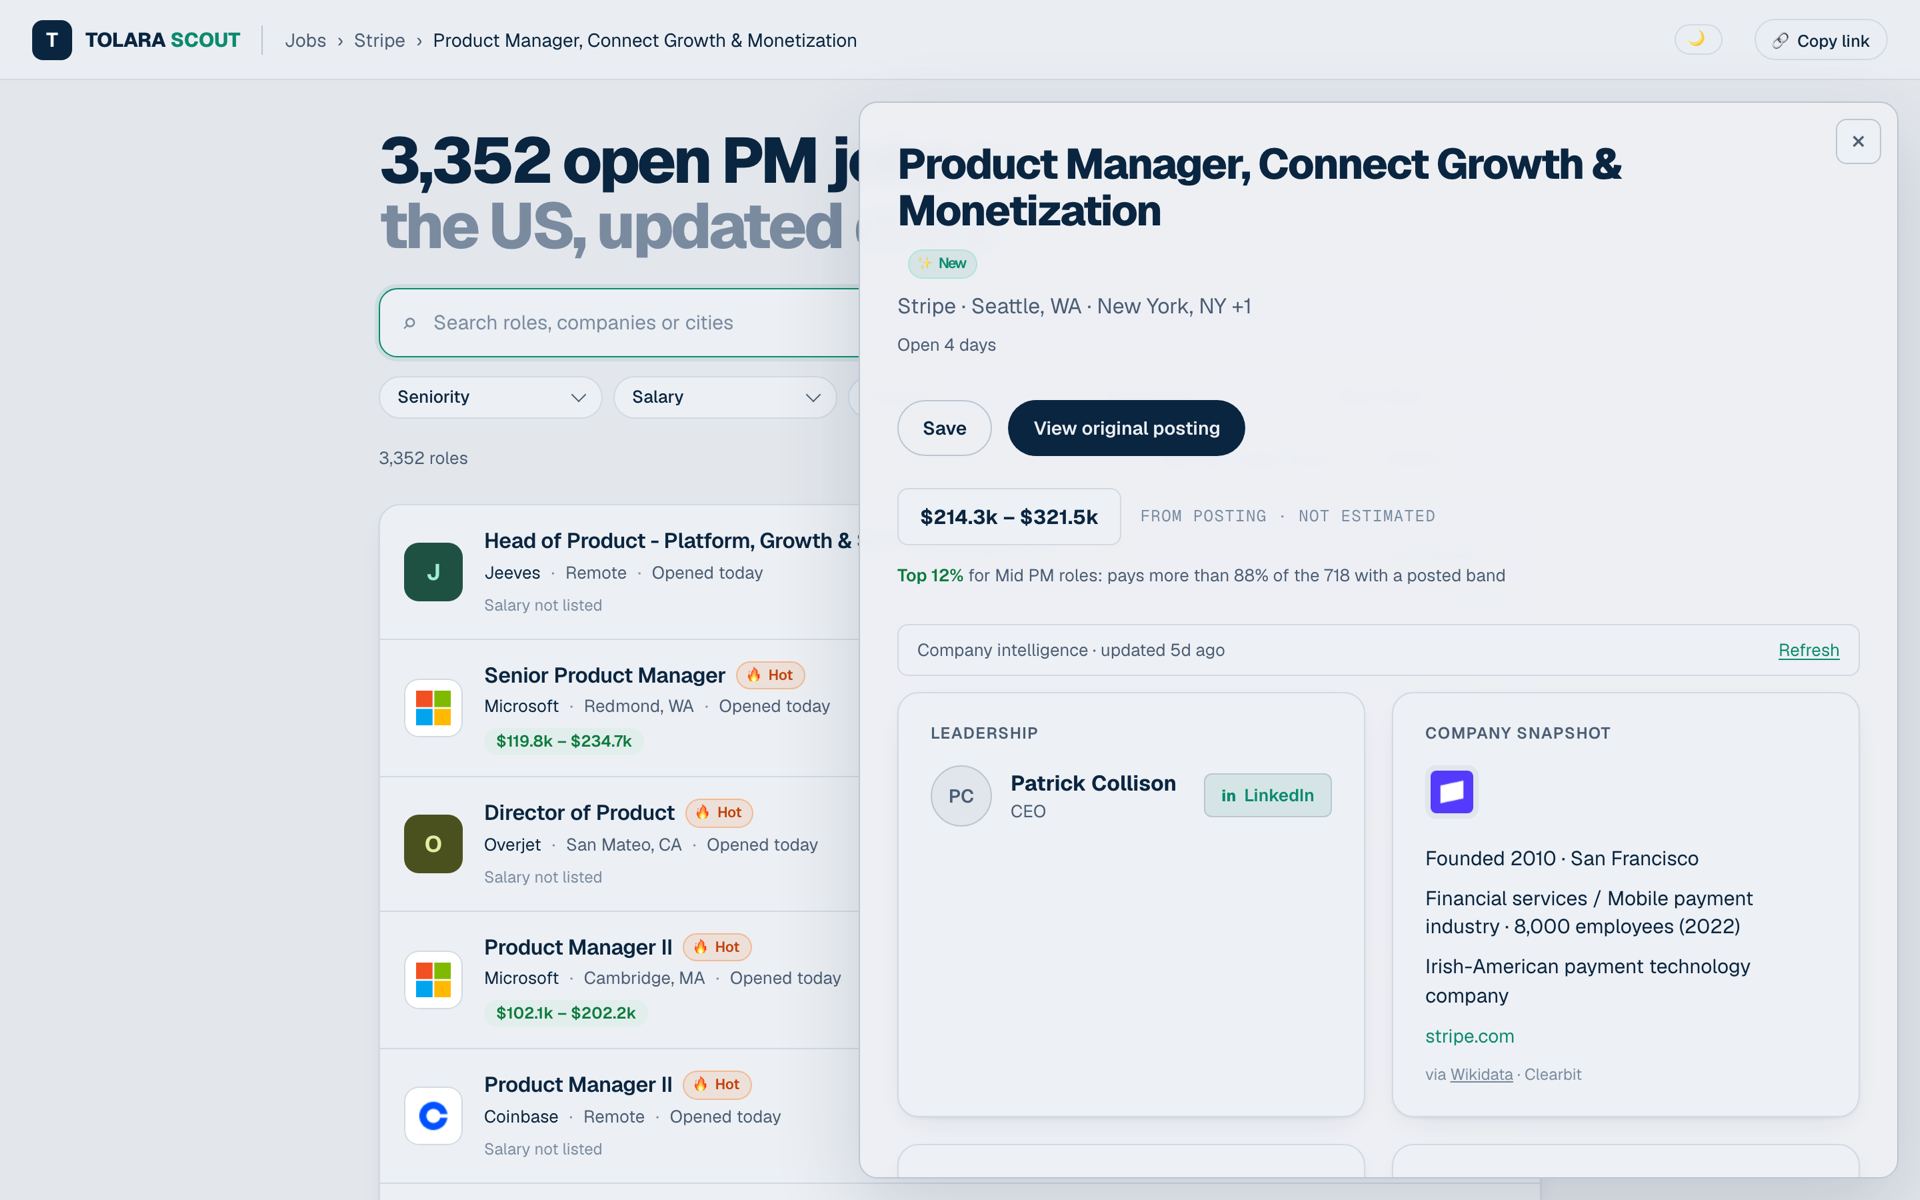 T TOLARA SCOUT Jobs › Stripe › Product Manager, Connect Growth & Monetization Copy link
3,352 open PM
the US, updated
Search roles, companies or cities
Seniority Salary
3,352 roles
Head of Product - Platform, Growth &
J
Jeeves · Remote · Opened today
Salary not listed
Senior Product Manager Hot
Microsoft · Redmond, WA · Opened today
$119.8k – $234.7k
Director of Product Hot
O
Overjet · San Mateo, CA · Opened today
Salary not listed
Product Manager II Hot
Microsoft · Cambridge, MA · Opened today
$102.1k – $202.2k
Product Manager II Hot
Coinbase · Remote · Opened today
Salary not listed
×
Product Manager, Connect Growth &
Monetization
New
Stripe · Seattle, WA · New York, NY +1
Open 4 days
Save View original posting
$214.3k – $321.5k FROM POSTING · NOT ESTIMATED
Top 12% for Mid PM roles: pays more than 88% of the 718 with a posted band
Company intelligence · updated 5d ago Refresh
LEADERSHIP
PC Patrick Collison
CEO
in LinkedIn
COMPANY SNAPSHOT
Founded 2010 · San Francisco
Financial services / Mobile payment
industry · 8,000 employees (2022)
Irish-American payment technology
company
stripe.com
via Wikidata · Clearbit